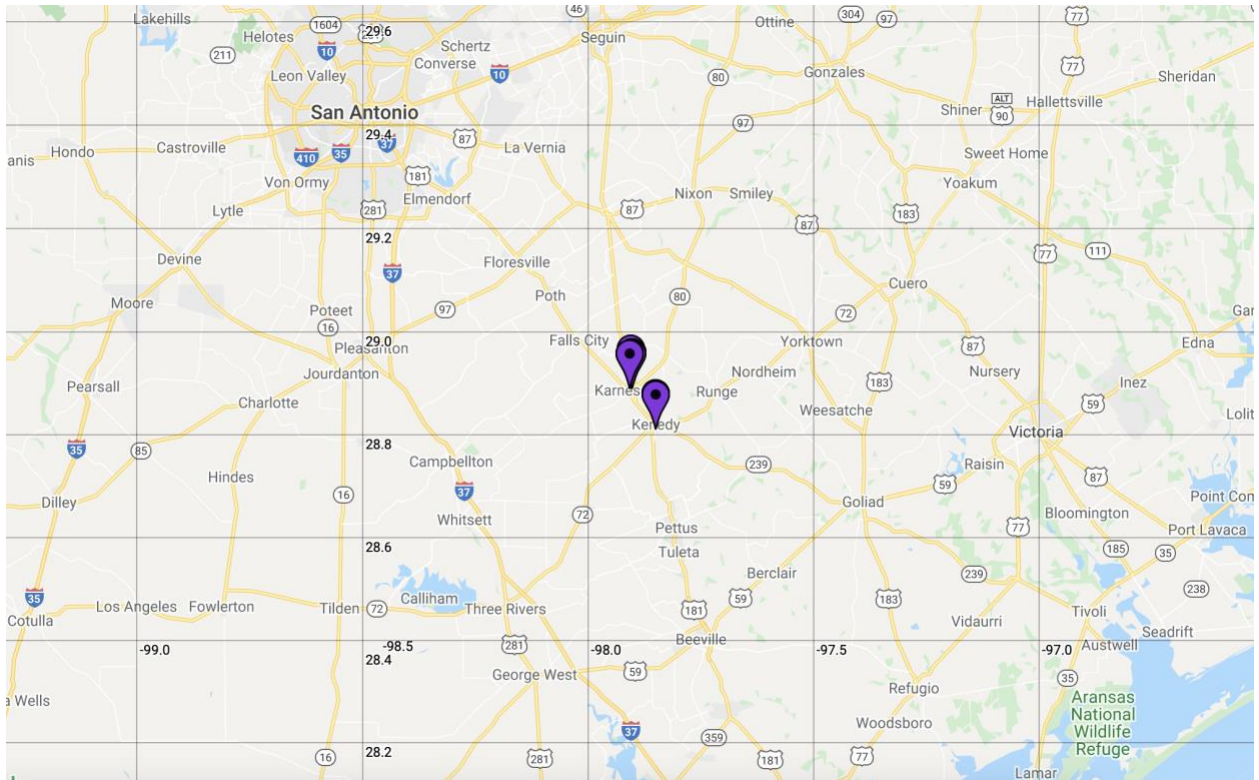 Lakehills
1604
29.6
46
Ottine
304
97
77
Helotes
10
Schertz
Seguin
211
Converse
Leon Valley
10
80
Gonzales
77
Sheridan
San Antonio
ALT
90
Shiner
Hallettsville
29.4
37
87
97
anis
Hondo
Castroville
410
35
La Vernia
Sweet Home
Von Ormy
181
Elmendorf
Nixon
Smiley
Yoakum
Lytle
281
87
87
183
29.2
77
111
Devine
37
Floresville
Cuero
Moore
Poteet
97
Poth
80
72
16
29.0
Falls City
Yorktown
87
Edna
Pleasanton
Pearsall
Jourdanton
Karnes
Runge
Nordheim
183
Nursery
Inez
Charlotte
Kenedy
Weesatche
59
Lolit
35
85
28.8
Victoria
Campbellton
239
Raisin
Hindes
37
59
87
Dilley
16
Whitsett
72
Goliad
77
Bloomington
Point Com
Pettus
Port Lavaca
28.6
Tuleta
185
35
Berclair
239
238
35
Los Angeles
Fowlerton
Tilden
72
Calliham
Three Rivers
181
59
183
Tivoli
Cotulla
Vidaurri
Seadrift
-99.0
-98.5
281
-98.0
Beeville
-97.5
-97.0
Austwell
28.4
George West
59
35
a Wells
Refugio
Aransas
National
Wildlife
Refuge
37
359
Woodsboro
28.2
16
281
181
77
Lamar